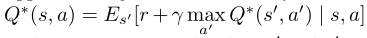 Q*(s, a) = E_{s'}[r + γ max_{a'} Q*(s', a') | s, a]